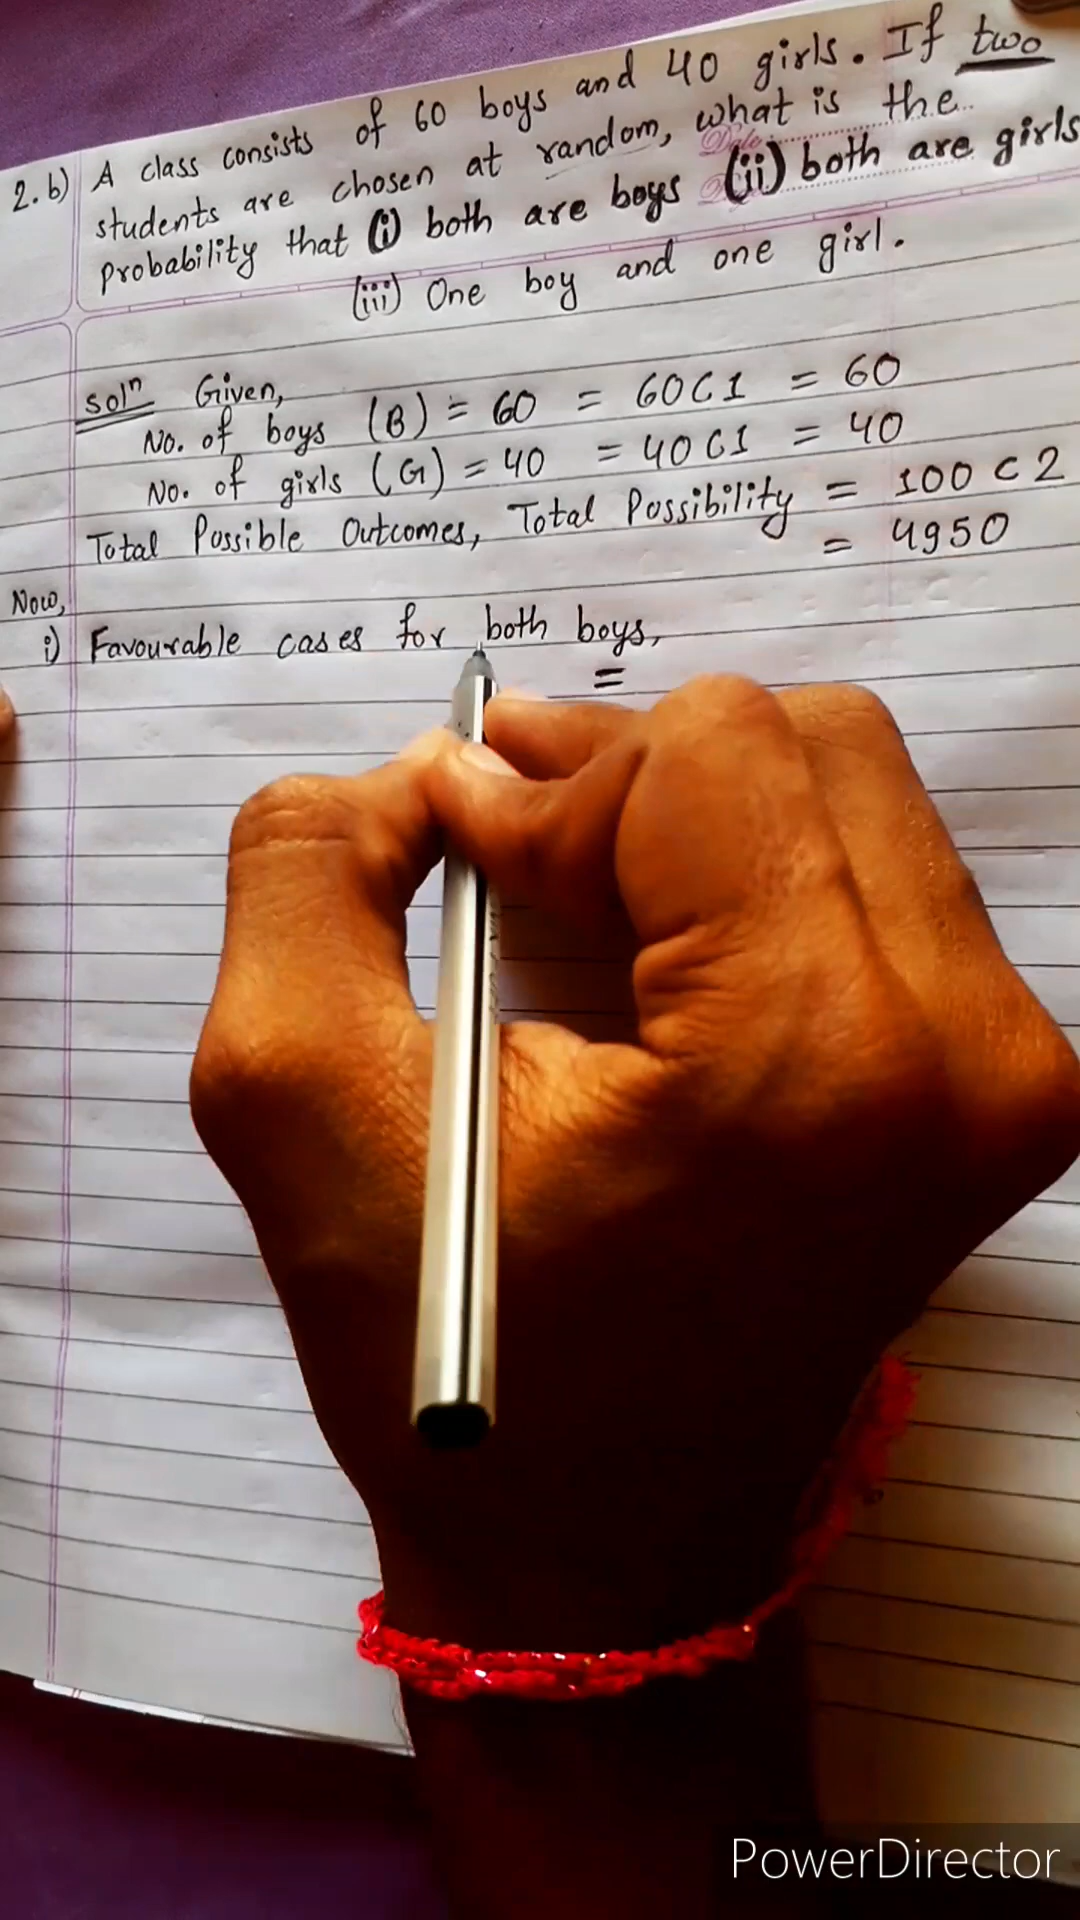 2.b) A class consists of 60 boys and 40 girls. If two
students are chosen at random, what is the
probability that (i) both are boys (ii) both are girls
(iii) One boy and one girl.
Soln Given,
No. of boys (B) = 60 = 60C1 = 60
No. of girls (G) = 40 = 40C1 = 40
Total Possible Outcomes, Total Possibility = 100C2
= 4950
Now,
i) Favourable cases for both boys,
=
PowerDirector